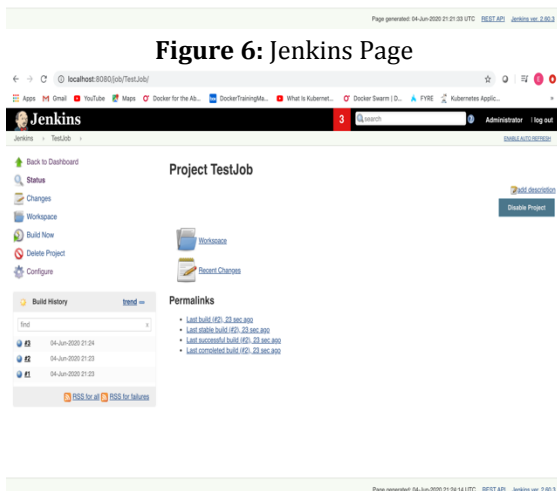 Page generated: 04-Jun-2020 21:21:33 UTC REST API Jenkins ver. 2.60.3
Figure 6: Jenkins Page
localhost:8080/job/TestJob/
Apps Gmail YouTube Maps Docker for the Ab... DockerTrainingMa... What Is Kubernet... Docker Swarm | D... FYRE Kubernetes Applic... »
Jenkins 3 search Administrator | log out
Jenkins TestJob ENABLE AUTO REFRESH
Back to Dashboard
Status
Changes
Workspace
Build Now
Delete Project
Configure
Project TestJob
add description
Disable Project
Workspace
Recent Changes
Build History trend
find x
#3 04-Jun-2020 21:24
#2 04-Jun-2020 21:23
#1 04-Jun-2020 21:23
RSS for all RSS for failures
Permalinks
• Last build (#2), 23 sec ago
• Last stable build (#2), 23 sec ago
• Last successful build (#2), 23 sec ago
• Last completed build (#2), 23 sec ago
Page generated: 04-Jun-2020 21:24:14 UTC REST API Jenkins ver. 2.60.3